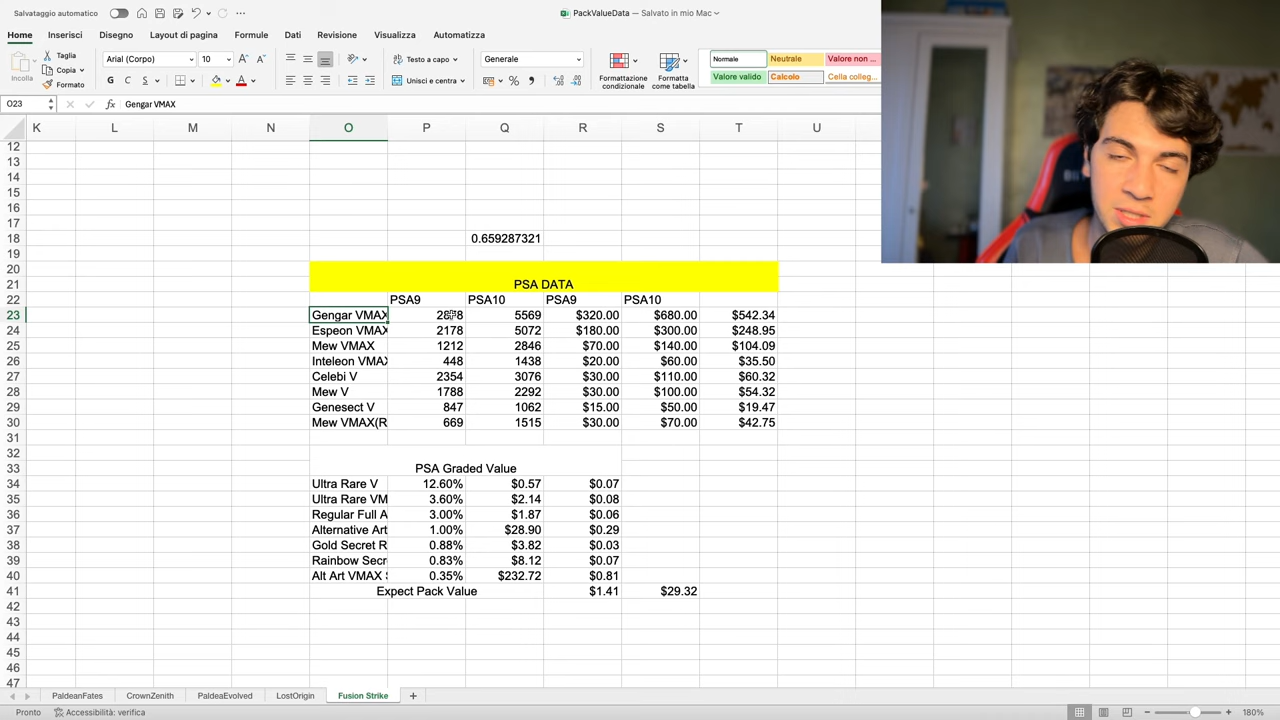 Salvataggio automatico
PackValueData — Salvato in mio Mac
Home Inserisci Disegno Layout di pagina Formule Dati Revisione Visualizza Automatizza
Incolla
Taglia
Copia
Formato
Arial (Corpo) 10
G C S
Testo a capo
Unisci e centra
Generale
Formattazione condizionale
Formatta come tabella
Normale Neutrale Valore non ...
Valore valido Calcolo Cella colleg...
O23 fx Gengar VMAX
K L M N O P Q R S T U
12
13
14
15
16
17
18 0.659287321
19
20
21 PSA DATA
22 PSA9 PSA10 PSA9 PSA10
23 Gengar VMAX 5569 $320.00 $680.00 $542.34
24 Espeon VMAX 2178 5072 $180.00 $300.00 $248.95
25 Mew VMAX 1212 2846 $70.00 $140.00 $104.09
26 Inteleon VMAX 448 1438 $20.00 $60.00 $35.50
27 Celebi V 2354 3076 $30.00 $110.00 $60.32
28 Mew V 1788 2292 $30.00 $100.00 $54.32
29 Genesect V 847 1062 $15.00 $50.00 $19.47
30 Mew VMAX(R 669 1515 $30.00 $70.00 $42.75
31
32
33 PSA Graded Value
34 Ultra Rare V 12.60% $0.57 $0.07
35 Ultra Rare VM 3.60% $2.14 $0.08
36 Regular Full A 3.00% $1.87 $0.06
37 Alternative Art 1.00% $28.90 $0.29
38 Gold Secret R 0.88% $3.82 $0.03
39 Rainbow Secr 0.83% $8.12 $0.07
40 Alt Art VMAX S 0.35% $232.72 $0.81
41 Expect Pack Value $1.41 $29.32
42
43
44
45
46
47
PaldeanFates CrownZenith PaldeaEvolved LostOrigin Fusion Strike +
Pronto Accessibilità: verifica 180%